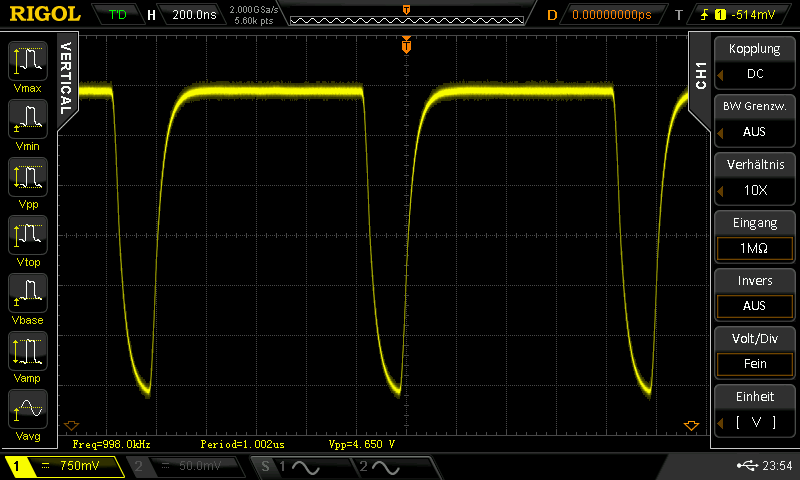 RIGOL T'D H 200.0ns 2.000GSa/s 5.60k pts T D 0.00000000ps T 1 -514mV
T
VERTICAL
CH1
Vmax
Vmin
Vpp
Vtop
Vbase
Vamp
Vavg
Kopplung
DC
BW Grenzw.
AUS
Verhältnis
10X
Eingang
1MΩ
Invers
AUS
Volt/Div
Fein
Einheit
[ V ]
Freq=998.0kHz Period=1.002us Vpp=4.650 V
1 750mV 2 50.0mV S 1 2 23:54